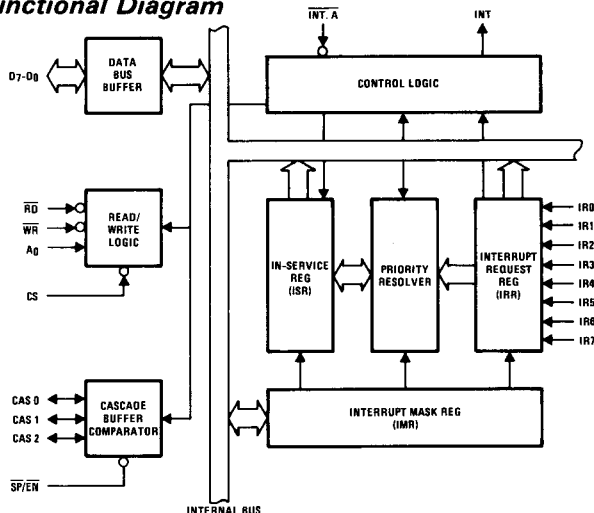 nctional Diagram
INT. A
INT
D7-D0
DATA
BUS
BUFFER
CONTROL LOGIC
RD
WR
A0
CS
READ/
WRITE
LOGIC
IN-SERVICE
REG
(ISR)
PRIORITY
RESOLVER
INTERRUPT
REQUEST
REG
(IRR)
IR0
IR1
IR2
IR3
IR4
IR5
IR6
IR7
CAS 0
CAS 1
CAS 2
CASCADE
BUFFER
COMPARATOR
SP/EN
INTERRUPT MASK REG
(IMR)
INTERNAL BUS